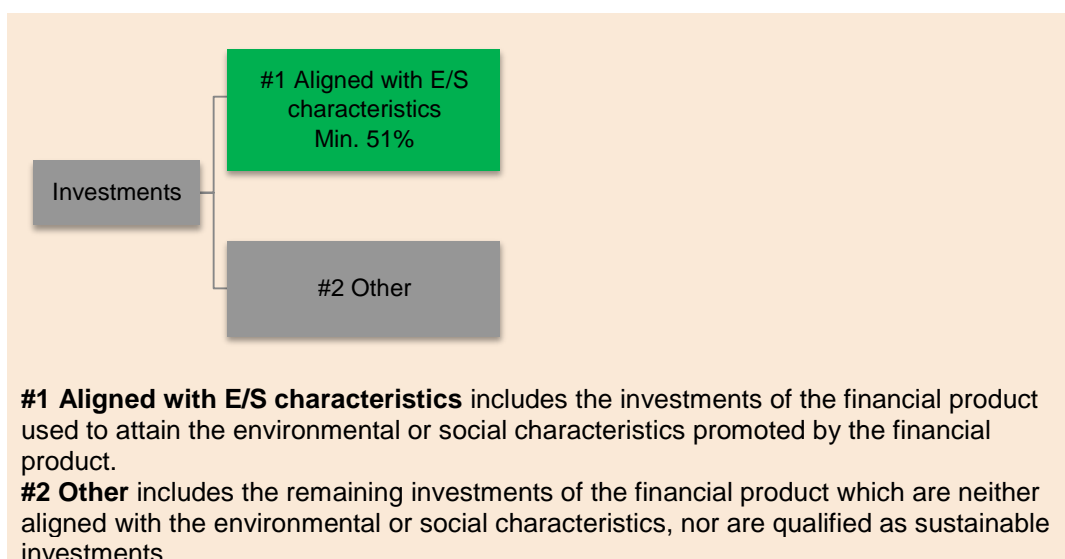 #1 Aligned with E/S
characteristics
Min. 51%
Investments
#2 Other
#1 Aligned with E/S characteristics includes the investments of the financial product
used to attain the environmental or social characteristics promoted by the financial
product.
#2 Other includes the remaining investments of the financial product which are neither
aligned with the environmental or social characteristics, nor are qualified as sustainable
investments